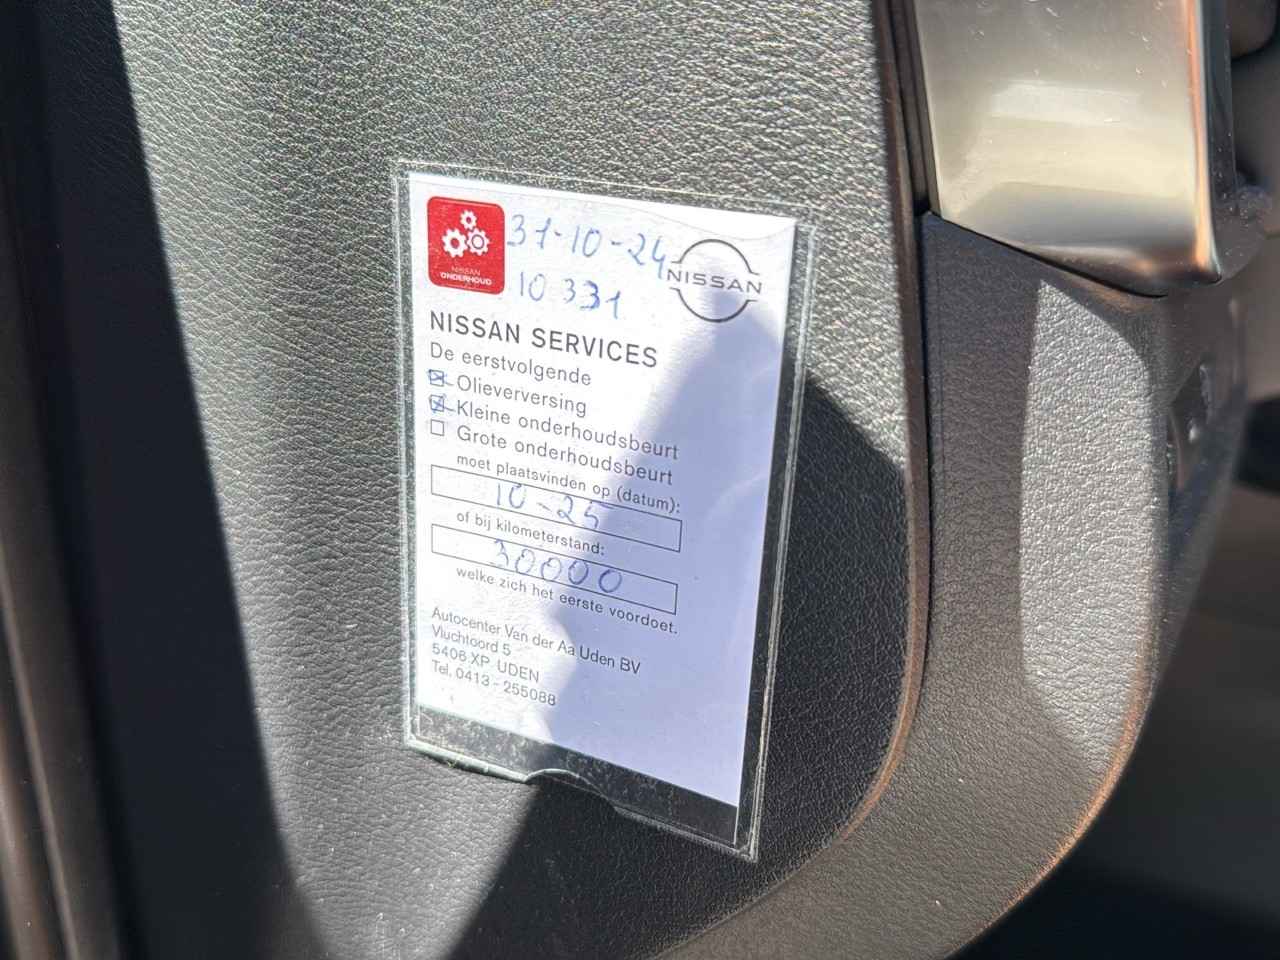 31-10-24
NISSAN
ONDERHOUD
NISSAN
10 331
NISSAN SERVICES
De eerstvolgende
Olieverversing
Kleine onderhoudsbeurt
Grote onderhoudsbeurt
moet plaatsvinden op (datum):
10-25
of bij kilometerstand:
30000
welke zich het eerste voordoet.
Autocenter Van der Aa Uden BV
Vluchtoord 5
5406 XP UDEN
Tel. 0413 - 255088